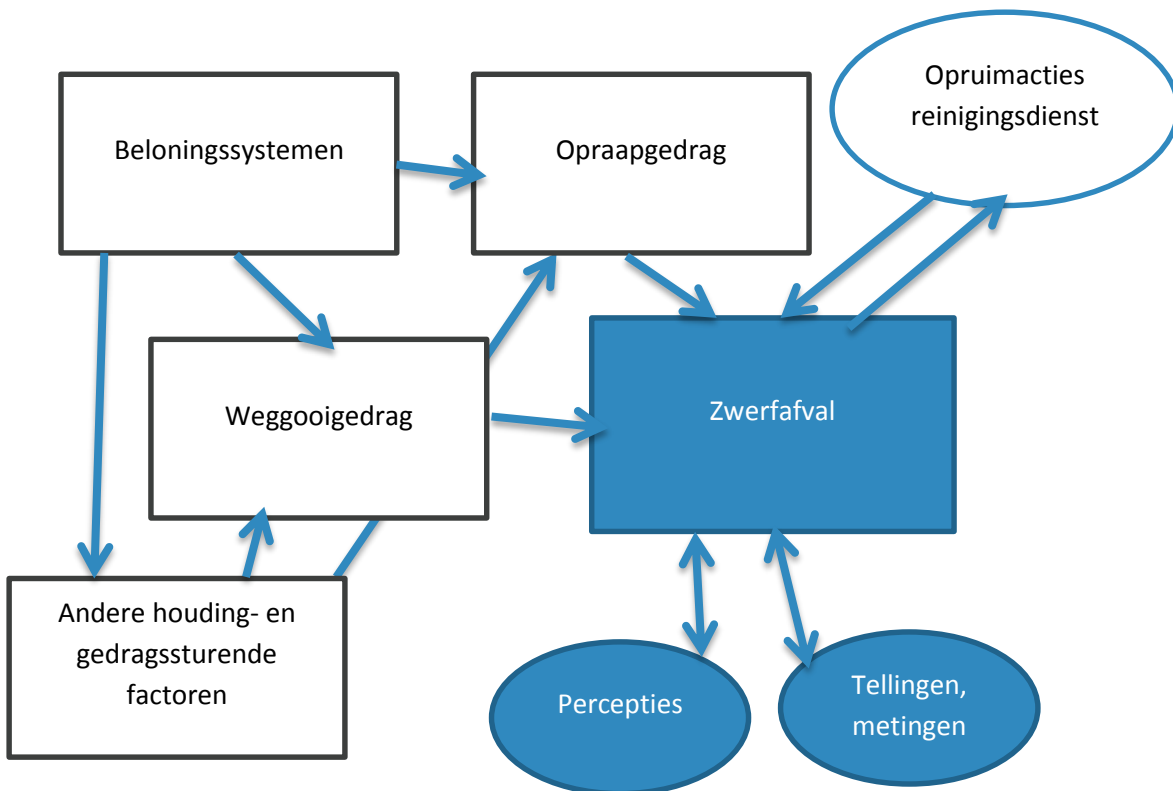 Opruimacties
reinigingsdienst
Beloningssystemen
Opraapgedrag
Weggooigedrag
Zwerfafval
Andere houding- en
gedragssturende
factoren
Percepties
Tellingen,
metingen